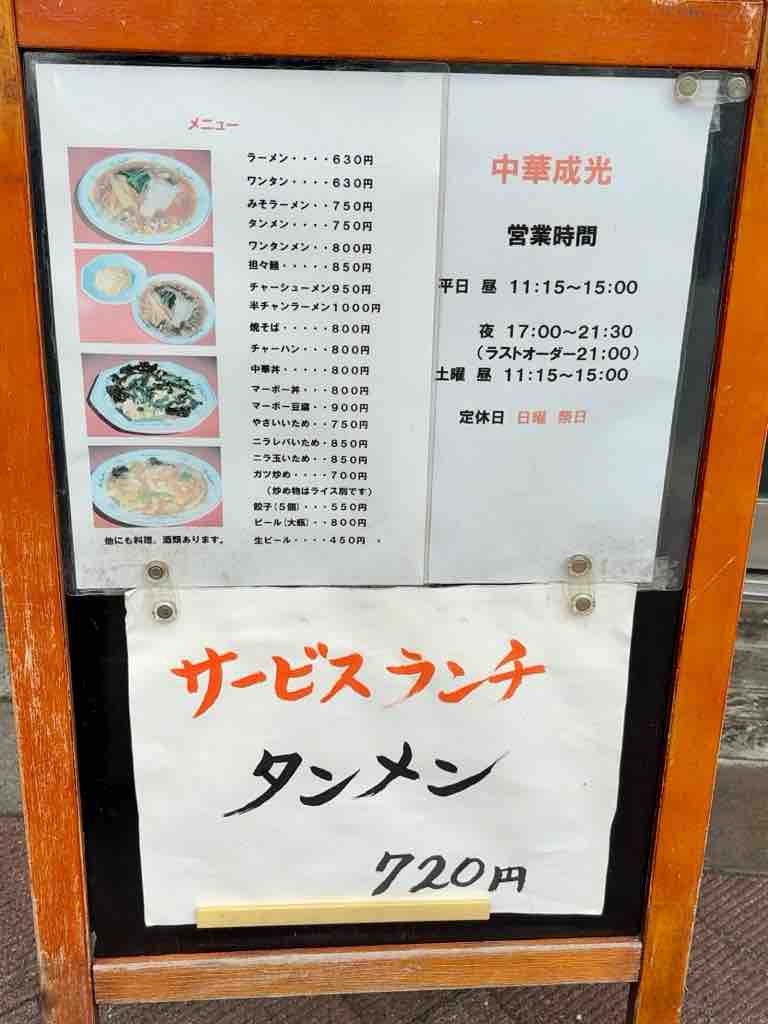 メニュー
ラーメン・・・・630円
ワンタン・・・・630円
みそラーメン・・750円
タンメン・・・・750円
ワンタンメン・・800円
担々麺・・・・・850円
チャーシューメン950円
半チャンラーメン1000円
焼そば・・・・・800円
チャーハン・・・800円
中華丼・・・・・800円
マーボー丼・・・800円
マーボー豆腐・・900円
やさいいため・・750円
ニラレバいため・850円
ニラ玉いため・・850円
ガツ炒め・・・・700円
(炒め物はライス別です)
餃子(5個)・・・550円
ビール(大瓶)・・800円
生ビール・・・・450円
他にも料理、酒類あります。
中華成光
営業時間
平日 昼 11:15〜15:00
夜 17:00〜21:30
(ラストオーダー21;00)
土曜 昼 11:15〜15:00
定休日 日曜 祭日
サービスランチ
タンメン
720円